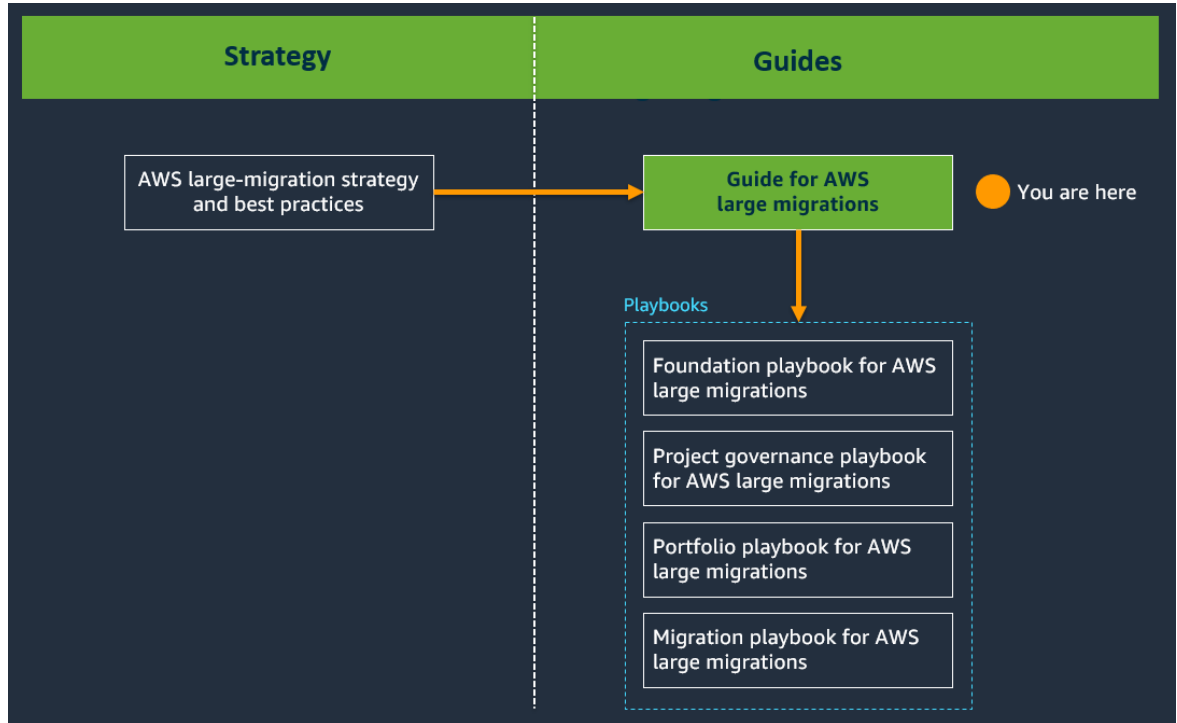 Strategy
Guides
AWS large-migration strategy
and best practices
Guide for AWS
large migrations
You are here
Playbooks
Foundation playbook for AWS
large migrations
Project governance playbook
for AWS large migrations
Portfolio playbook for AWS
large migrations
Migration playbook for AWS
large migrations